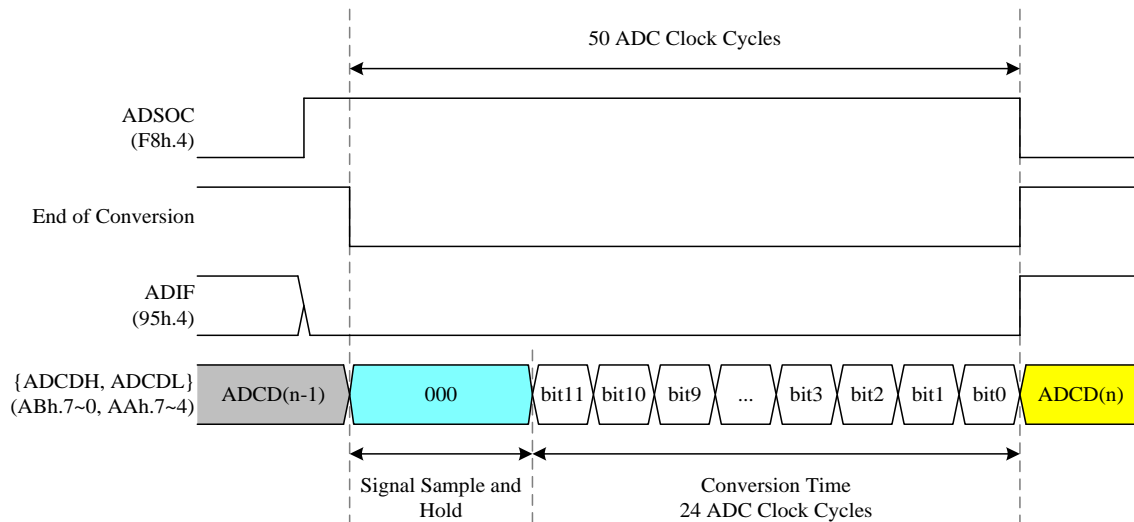 50 ADC Clock Cycles
ADSOC
(F8h.4)
End of Conversion
ADIF
(95h.4)
{ADCDH, ADCDL}
(ABh.7~0, AAh.7~4)
ADCD(n-1)
000
bit11
bit10
bit9
...
bit3
bit2
bit1
bit0
ADCD(n)
Signal Sample and
Hold
Conversion Time
24 ADC Clock Cycles